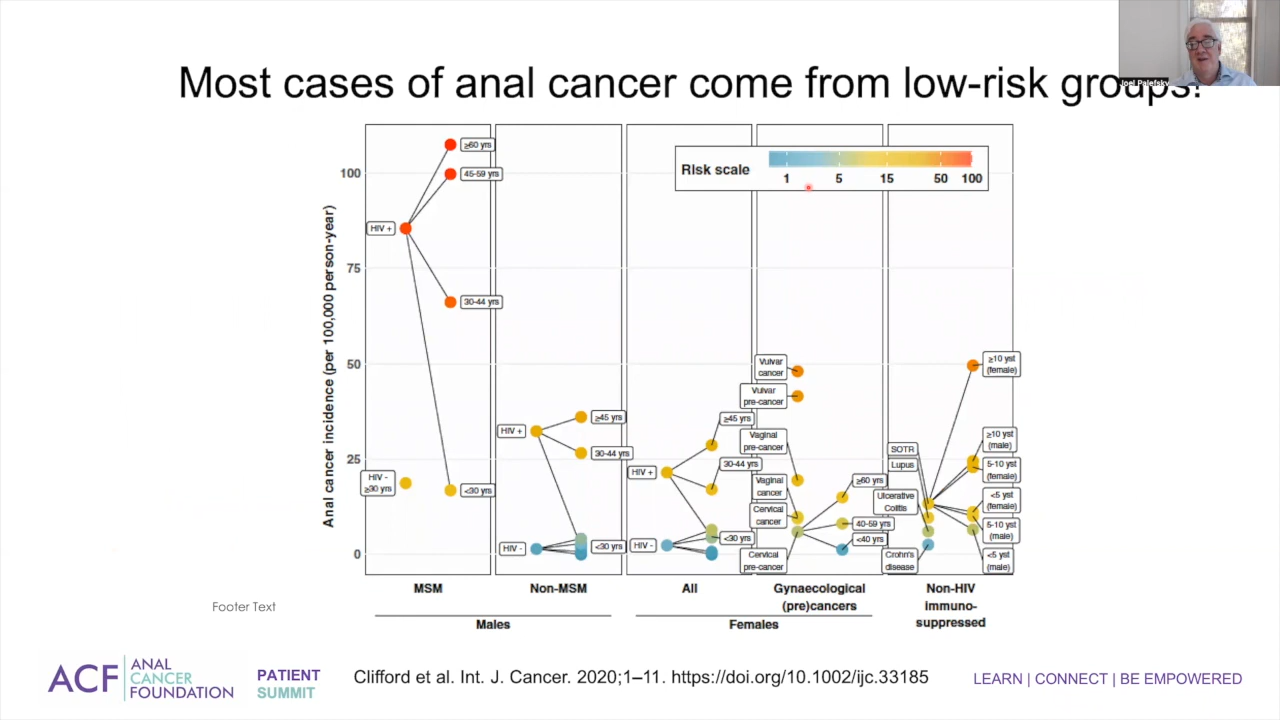 Most cases of anal cancer come from low-risk groups!
Joel Palefsky
Risk scale
1 5 15 50 100
Anal cancer incidence (per 100,000 person-year)
100
75
50
25
0
≥60 yrs
45-59 yrs
HIV +
30-44 yrs
HIV -
≥30 yrs
<30 yrs
≥45 yrs
HIV +
30-44 yrs
HIV -
<30 yrs
≥45 yrs
30-44 yrs
HIV +
HIV -
<30 yrs
Vulvar
cancer
Vulvar
pre-cancer
Vaginal
pre-cancer
Vaginal
cancer
Cervical
cancer
Cervical
pre-cancer
≥60 yrs
40-59 yrs
<40 yrs
SOTR
Lupus
Ulcerative
Colitis
Crohn's
disease
≥10 yst
(female)
≥10 yst
(male)
5-10 yst
(female)
<5 yst
(female)
5-10 yst
(male)
<5 yst
(male)
MSM
Non-MSM
All
Gynaecological
(pre)cancers
Non-HIV
immuno-
suppressed
Males
Females
Footer Text
ACF ANAL
CANCER
FOUNDATION
PATIENT
SUMMIT
Clifford et al. Int. J. Cancer. 2020;1–11. https://doi.org/10.1002/ijc.33185
LEARN | CONNECT | BE EMPOWERED